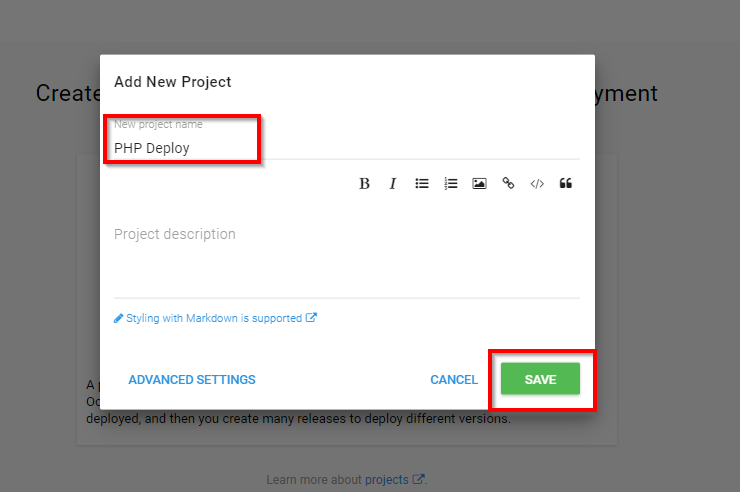 Create
yment
Add New Project
New project name
PHP Deploy
B I
Project description
Styling with Markdown is supported
ADVANCED SETTINGS CANCEL SAVE
A
deployed, and then you create many releases to deploy different versions.
Learn more about projects.